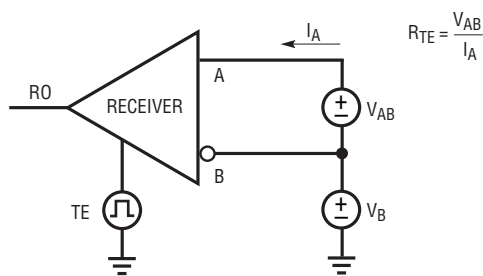 I_A
R_TE = V_AB / I_A
A
RO
RECEIVER
+
−
V_AB
B
TE
+
−
V_B